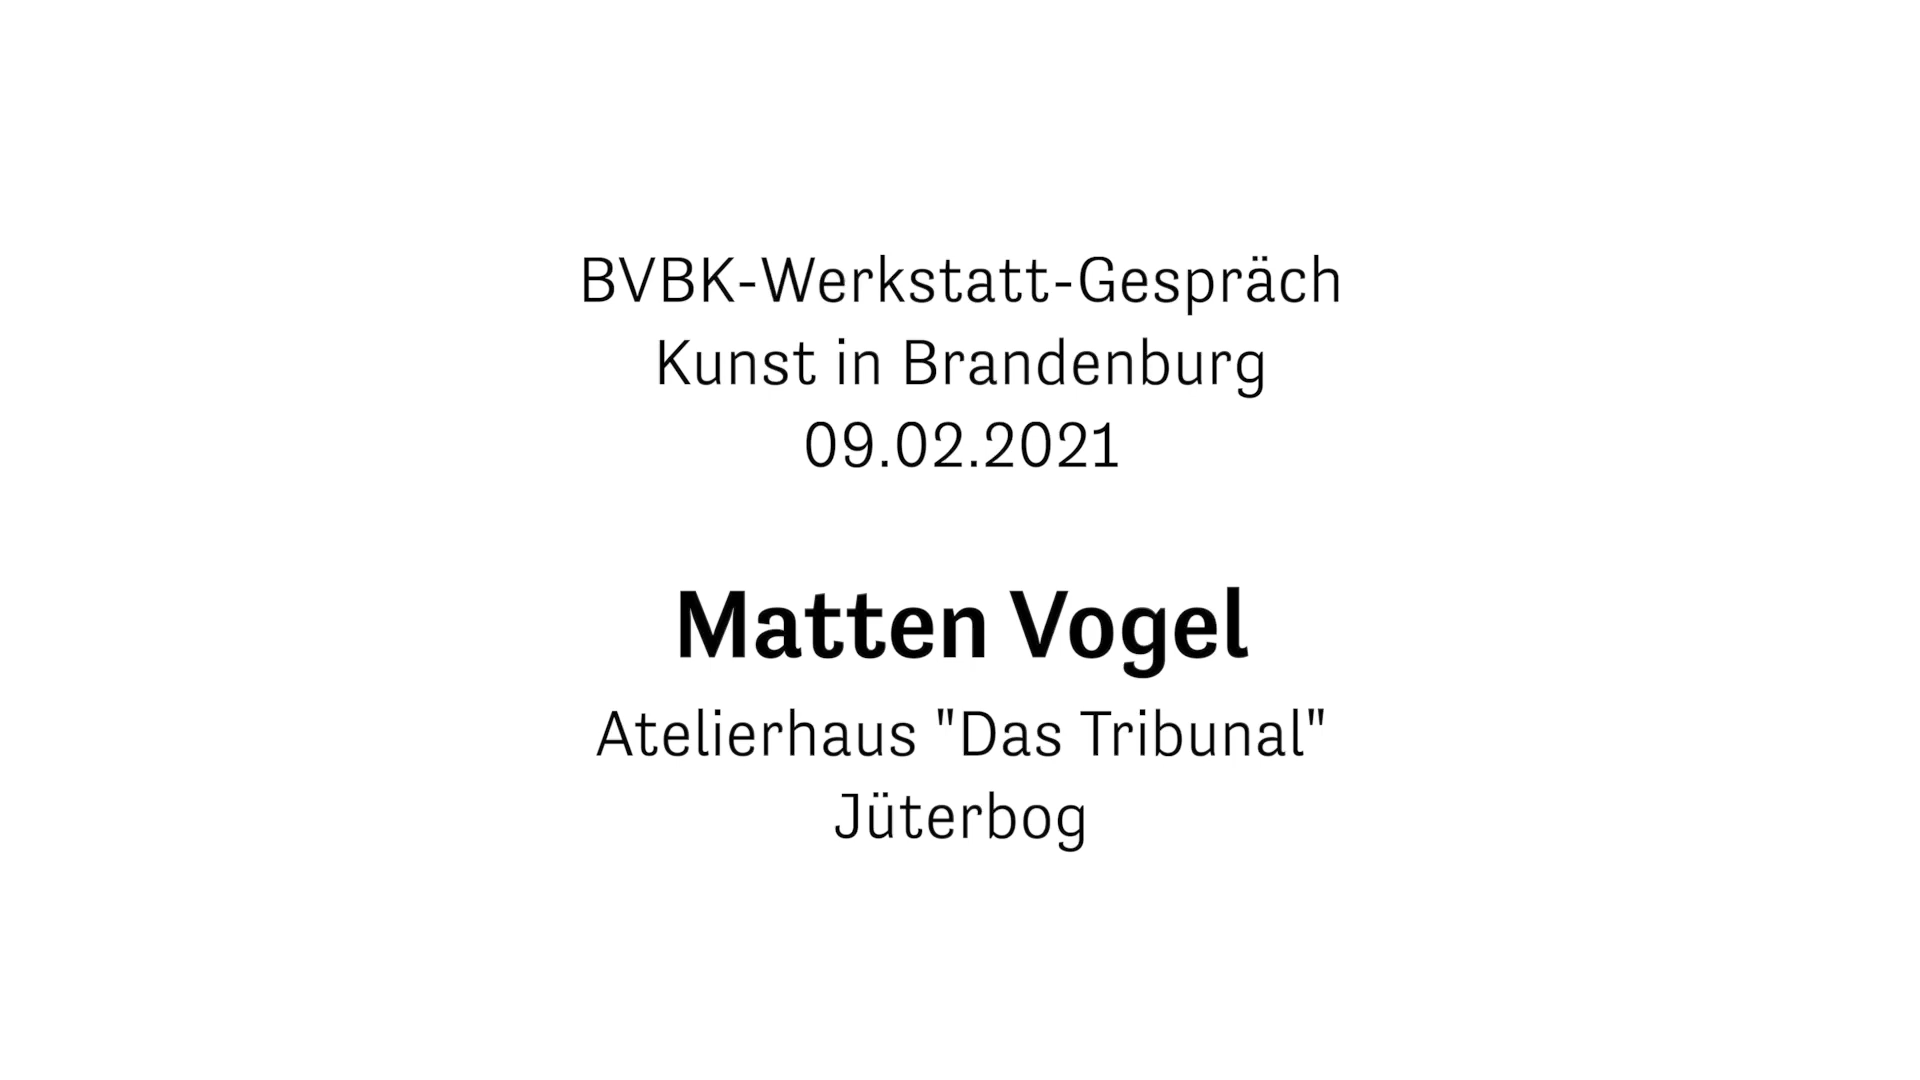 BVBK-Werkstatt-Gespräch
Kunst in Brandenburg
09.02.2021
Matten Vogel
Atelierhaus "Das Tribunal"
Jüterbog